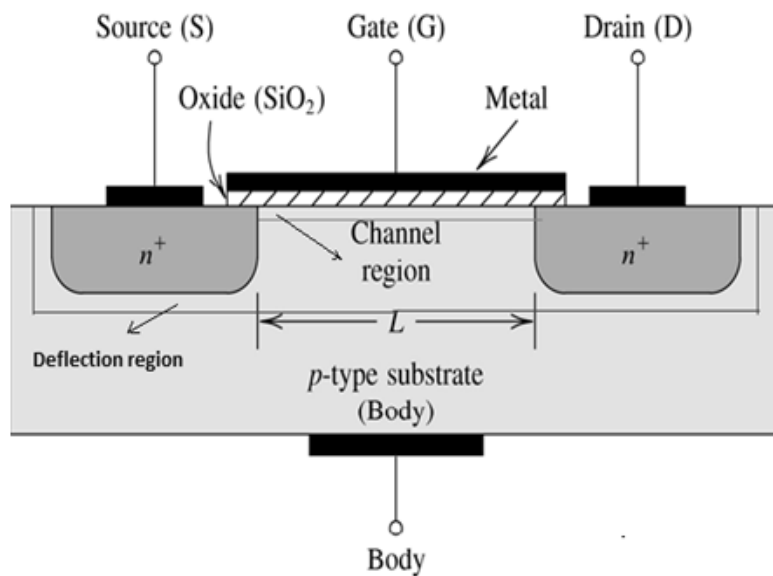 Source (S)
Gate (G)
Drain (D)
Oxide (SiO₂)
Metal
n⁺
Channel
region
n⁺
L
Deflection region
p-type substrate
(Body)
Body